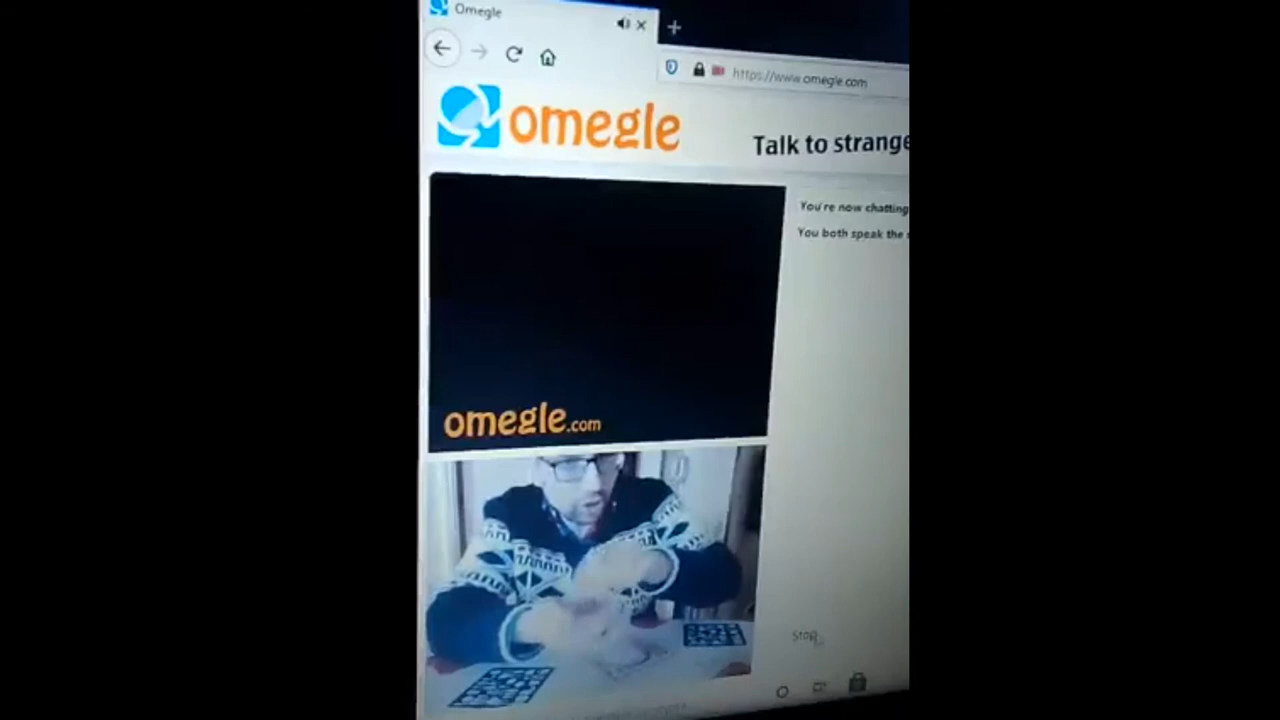 Omegle
https://www.omegle.com
omegle
Talk to strange
You're now chatting
You both speak the
omegle.com
Stop